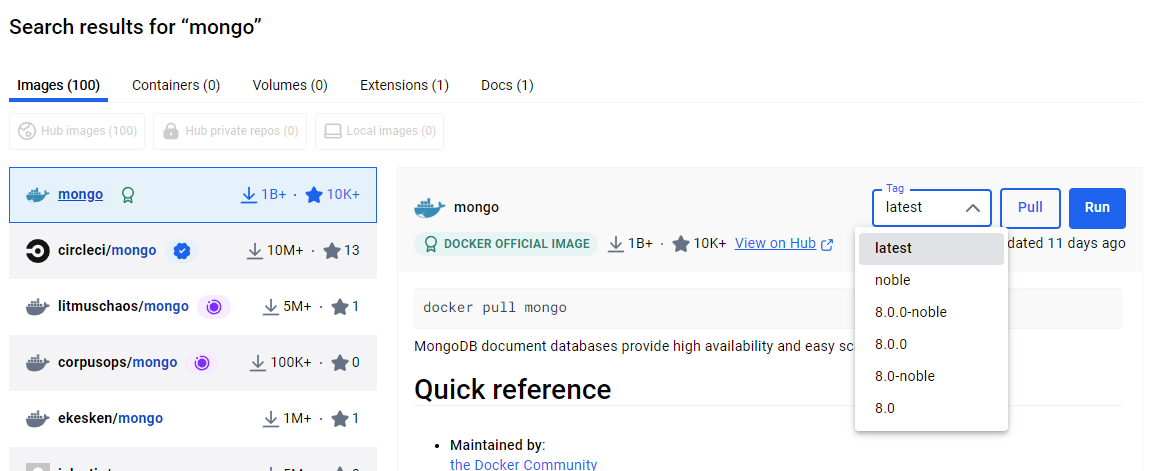 Search results for “mongo”
Images (100) Containers (0) Volumes (0) Extensions (1) Docs (1)
Hub images (100) Hub private repos (0) Local images (0)
mongo 1B+ · 10K+
circleci/mongo 10M+ · 13
litmuschaos/mongo 5M+ · 1
corpusops/mongo 100K+ · 0
ekesken/mongo 1M+ · 1
mongo
Tag
latest
Pull
Run
DOCKER OFFICIAL IMAGE 1B+ · 10K+ View on Hub
dated 11 days ago
latest
noble
8.0.0-noble
8.0.0
8.0-noble
8.0
docker pull mongo
MongoDB document databases provide high availability and easy
Quick reference
• Maintained by:
the Docker Community